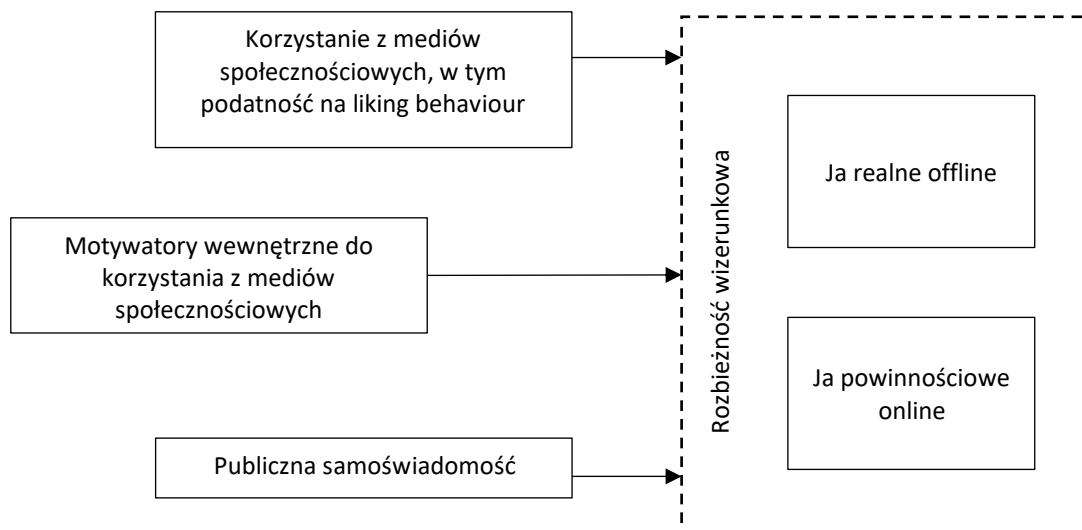 Korzystanie z mediów
społecznościowych, w tym
podatność na liking behaviour
Motywatory wewnętrzne do
korzystania z mediów
społecznościowych
Publiczna samoświadomość
Rozbieżność wizerunkowa
Ja realne offline
Ja powinnościowe
online